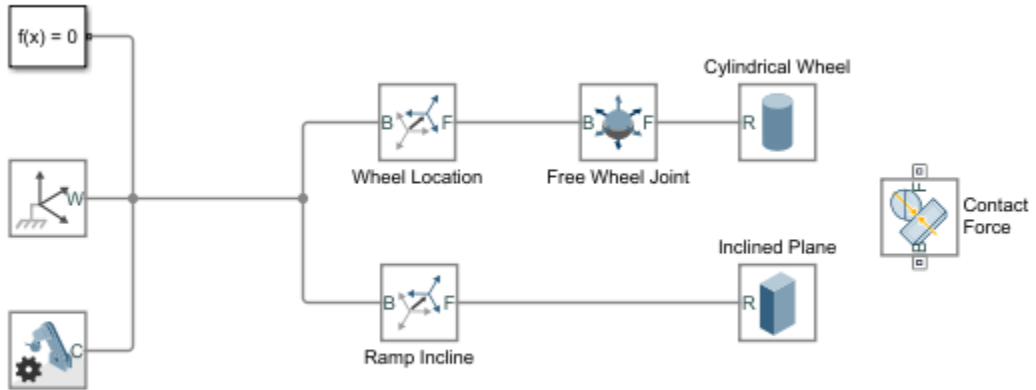 f(x) = 0
W
C
B
F
Wheel Location
B
F
Free Wheel Joint
Cylindrical Wheel
R
B
F
Ramp Incline
Inclined Plane
R
F
B
Contact
Force